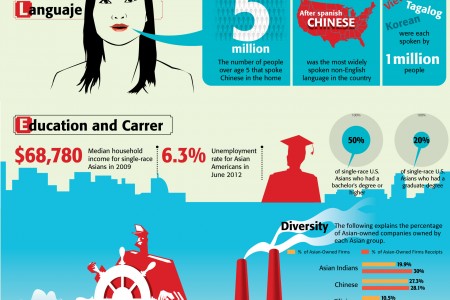 Languaje
5
million
The number of people
over age 5 that spoke
Chinese in the home
After spanish
CHINESE
was the most widely
spoken non-English
language in the country
Tagalog
Korean
were each
spoken by
1 million
people
Education and Carrer
$68,780
Median household
income for single-race
Asians in 2009
6.3%
Unemployment
rate for Asian
Americans in
June 2012
50%
of single-race U.S.
Asians who had a
bachelor's degree or
higher
20%
of single-race U.S.
Asians who had a
graduate degree
Diversity
The following explains the percentage
of Asian-owned companies owned by
each Asian group.
% of Asian-Owned Firms
% of Asian-Owned Firms Receipts
Asian Indians
19.9%
30%
Chinese
27.3%
28.1%
10.5%